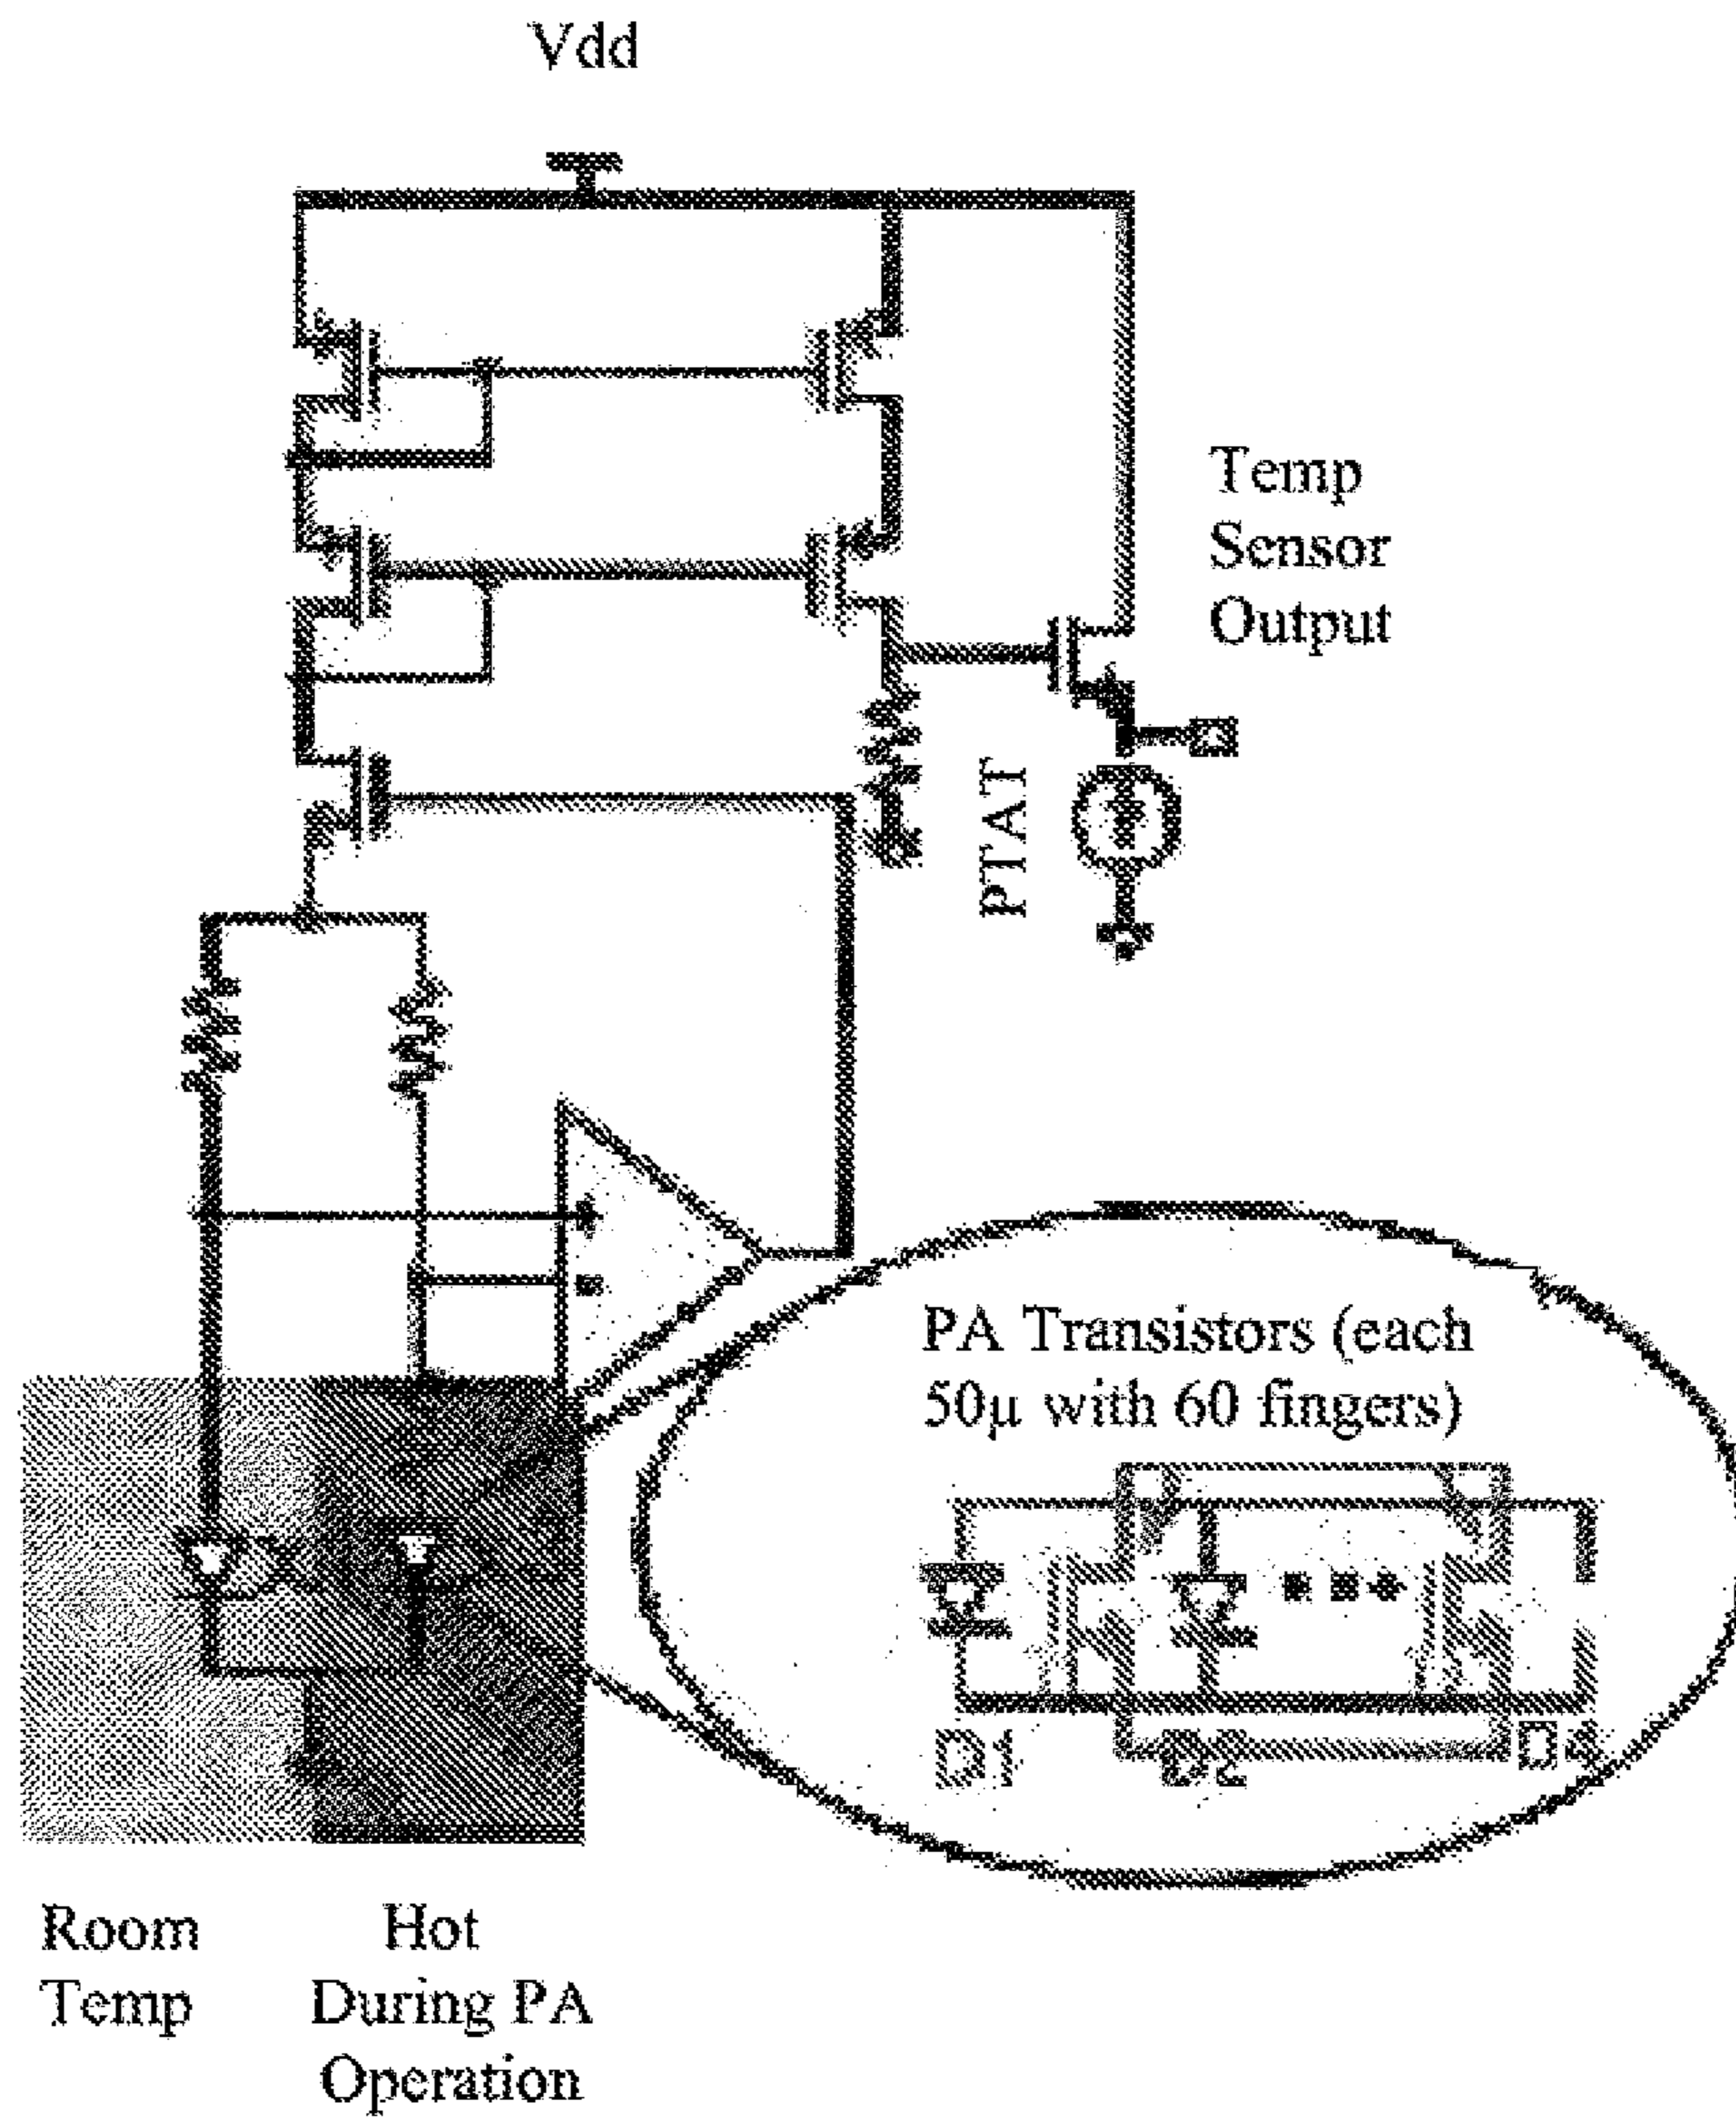 Vdd
Temp
Sensor
Output
PTAT
PA Transistors (each
50µ with 60 fingers)
D1
D2
Room
Temp
Hot
During PA
Operation